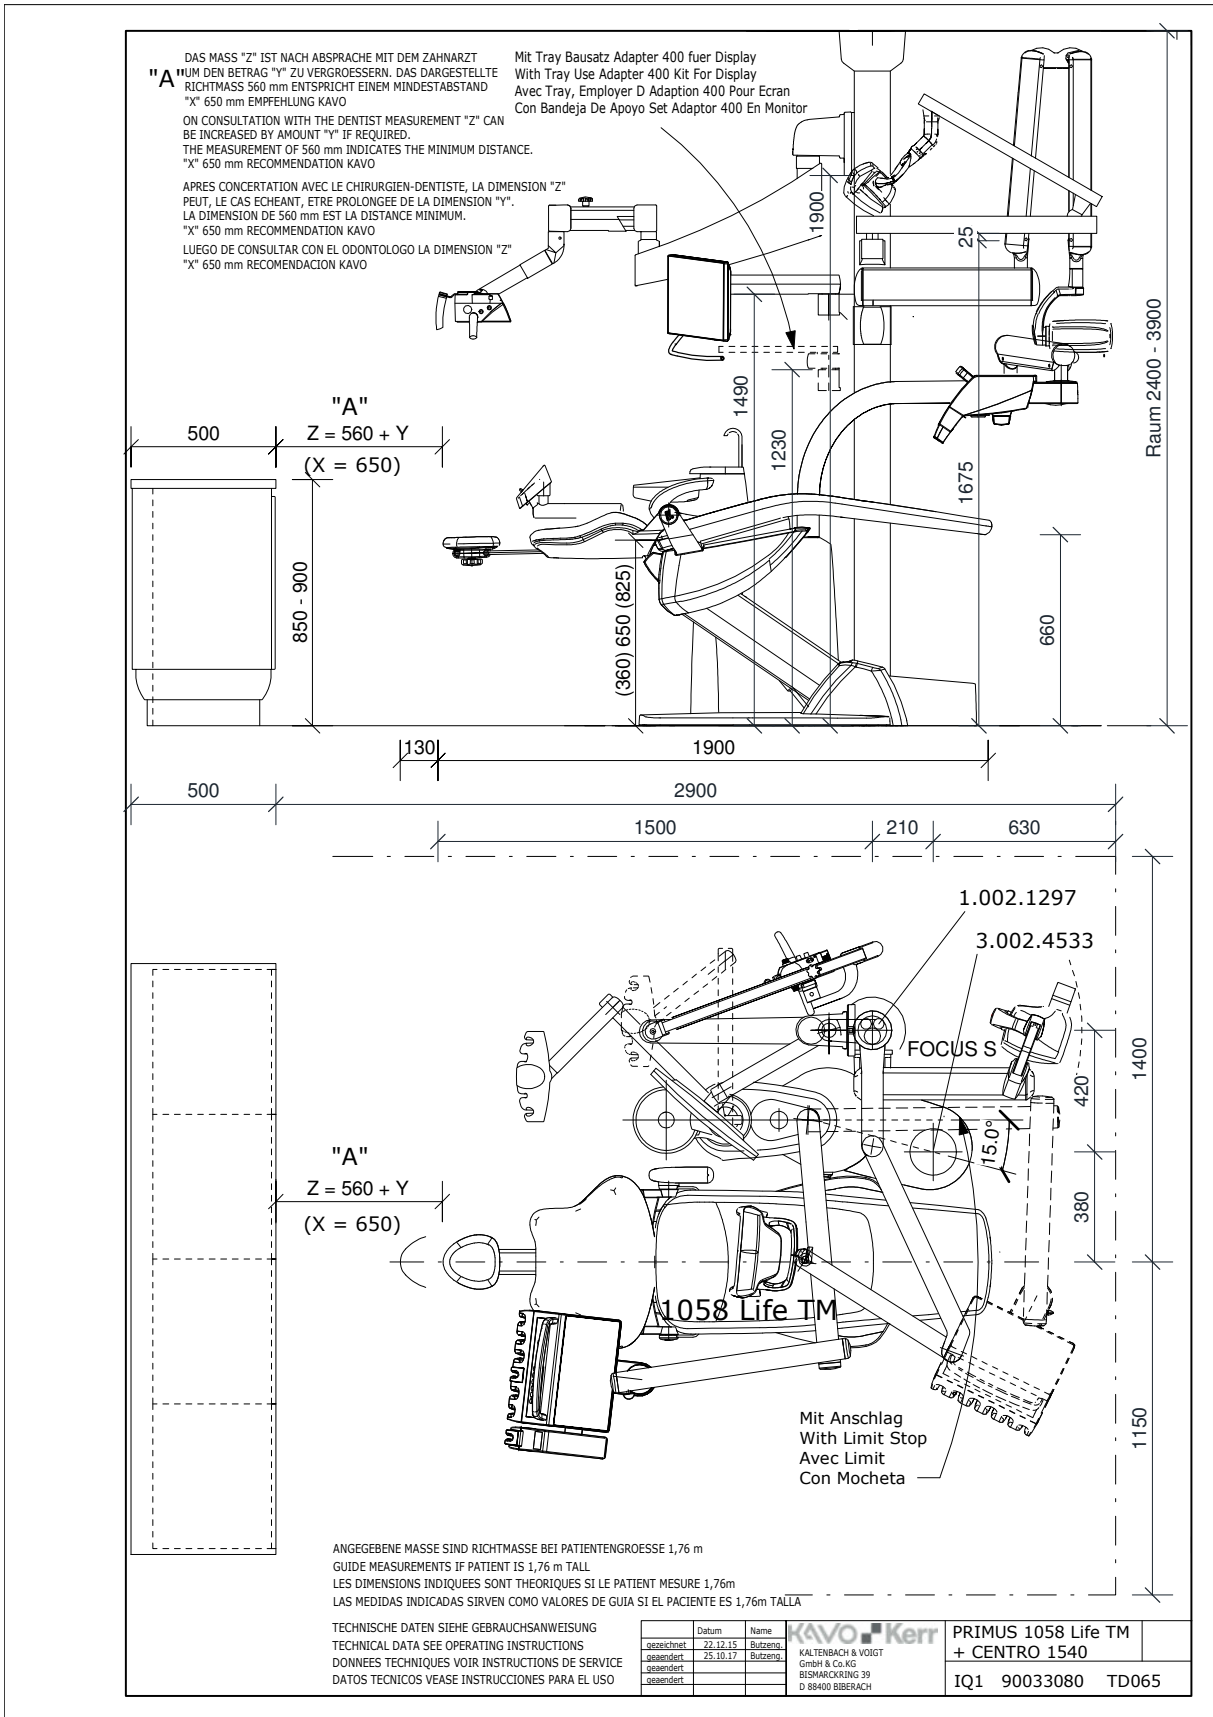 "A"
DAS MASS "Z" IST NACH ABSPRACHE MIT DEM ZAHNARZT
UM DEN BETRAG "Y" ZU VERGROESSERN. DAS DARGESTELLTE
RICHTMASS 560 mm ENTSPRICHT EINEM MINDESTABSTAND
"X" 650 mm EMPFEHLUNG KAVO
ON CONSULTATION WITH THE DENTIST MEASUREMENT "Z" CAN
BE INCREASED BY AMOUNT "Y" IF REQUIRED.
THE MEASUREMENT OF 560 mm INDICATES THE MINIMUM DISTANCE.
"X" 650 mm RECOMMENDATION KAVO
APRES CONCERTATION AVEC LE CHIRURGIEN-DENTISTE, LA DIMENSION "Z"
PEUT, LE CAS ECHEANT, ETRE PROLONGEE DE LA DIMENSION "Y".
LA DIMENSION DE 560 mm EST LA DISTANCE MINIMUM.
"X" 650 mm RECOMMENDATION KAVO
LUEGO DE CONSULTAR CON EL ODONTOLOGO LA DIMENSION "Z"
"X" 650 mm RECOMENDACION KAVO
Mit Tray Bausatz Adapter 400 fuer Display
With Tray Use Adapter 400 Kit For Display
Avec Tray, Employer D Adaption 400 Pour Ecran
Con Bandeja De Apoyo Set Adaptor 400 En Monitor
1900
25
Raum 2400 - 3900
1490
1230
1675
"A"
500
Z = 560 + Y
(X = 650)
850 - 900
(360) 650 (825)
660
130
1900
500
2900
1500
210
630
1.002.1297
3.002.4533
FOCUS S
1400
420
15.0°
380
"A"
Z = 560 + Y
(X = 650)
1058 Life TM
Mit Anschlag
With Limit Stop
Avec Limit
Con Mocheta
1150
ANGEGEBENE MASSE SIND RICHTMASSE BEI PATIENTENGROESSE 1,76 m
GUIDE MEASUREMENTS IF PATIENT IS 1,76 m TALL
LES DIMENSIONS INDIQUEES SONT THEORIQUES SI LE PATIENT MESURE 1,76m
LAS MEDIDAS INDICADAS SIRVEN COMO VALORES DE GUIA SI EL PACIENTE ES 1,76m TALLA
TECHNISCHE DATEN SIEHE GEBRAUCHSANWEISUNG
TECHNICAL DATA SEE OPERATING INSTRUCTIONS
DONNEES TECHNIQUES VOIR INSTRUCTIONS DE SERVICE
DATOS TECNICOS VEASE INSTRUCCIONES PARA EL USO
Datum Name
gezeichnet 22.12.15 Butzeng.
geaendert 25.10.17 Butzeng.
geaendert
geaendert
KAVO Kerr
KALTENBACH & VOIGT
GmbH & Co.KG
BISMARCKRING 39
D 88400 BIBERACH
PRIMUS 1058 Life TM
+ CENTRO 1540
IQ1 90033080 TD065